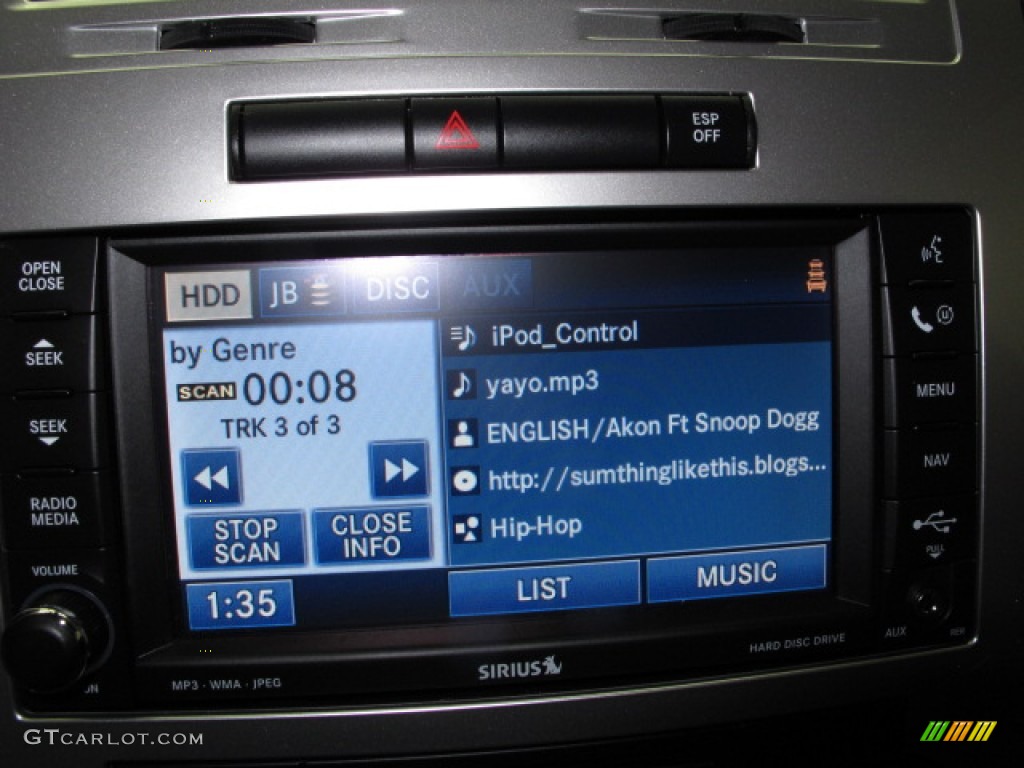 ESP
OFF
OPEN
CLOSE
SEEK
SEEK
RADIO
MEDIA
VOLUME
HDD
JB
DISC
AUX
by Genre
SCAN 00:08
TRK 3 of 3
STOP
SCAN
CLOSE
INFO
1:35
iPod_Control
yayo.mp3
ENGLISH/Akon Ft Snoop Dogg
http://sumthinglikethis.blogs...
Hip-Hop
LIST
MUSIC
U
MENU
NAV
PULL
AUX
MP3 · WMA · JPEG
SIRIUS
HARD DISC DRIVE
GTCARLOT.COM